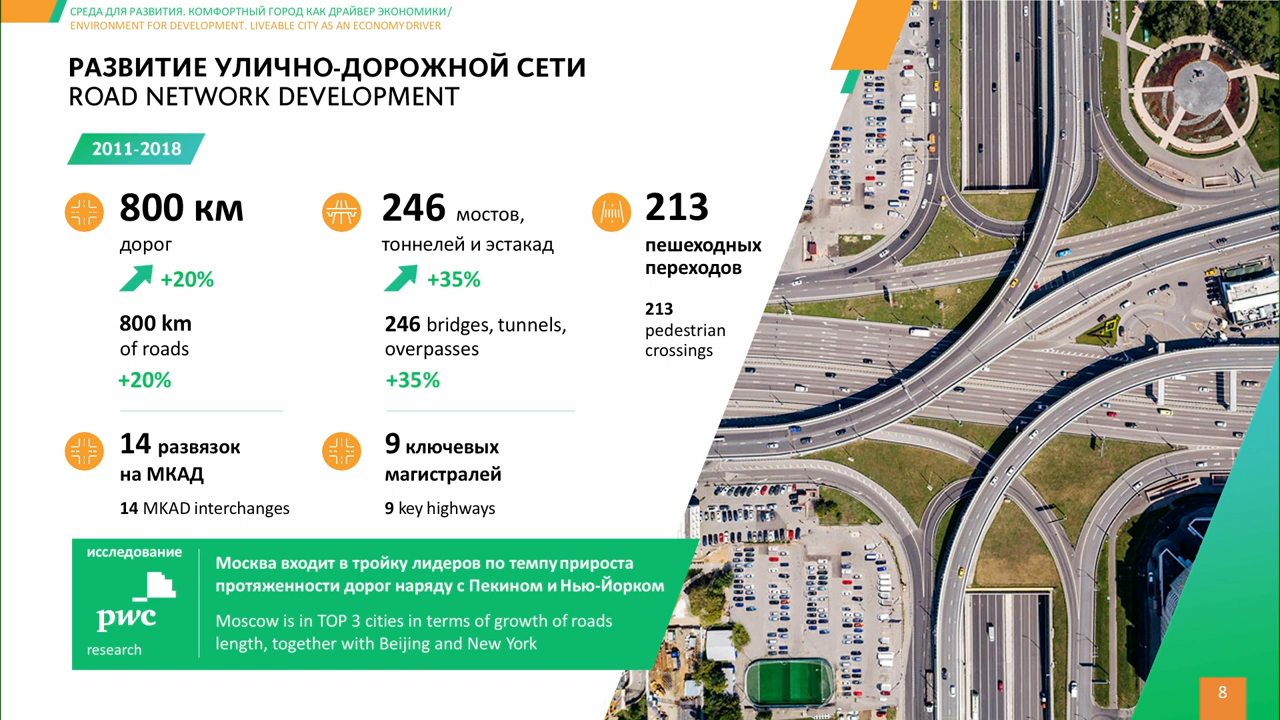 СРЕДА ДЛЯ РАЗВИТИЯ. КОМФОРТНЫЙ ГОРОД КАК ДРАЙВЕР ЭКОНОМИКИ/
ENVIRONMENT FOR DEVELOPMENT. LIVEABLE CITY AS AN ECONOMY DRIVER
РАЗВИТИЕ УЛИЧНО-ДОРОЖНОЙ СЕТИ
ROAD NETWORK DEVELOPMENT
2011-2018
800 км
дорог
+20%
800 km
of roads
+20%
246 мостов,
тоннелей и эстакад
+35%
246 bridges, tunnels,
overpasses
+35%
213
пешеходных
переходов
213
pedestrian
crossings
14 развязок
на МКАД
14 MKAD interchanges
9 ключевых
магистралей
9 key highways
исследование
pwc
research
Москва входит в тройку лидеров по темпу прироста
протяженности дорог наряду с Пекином и Нью-Йорком
Moscow is in TOP 3 cities in terms of growth of roads
length, together with Beijing and New York
8